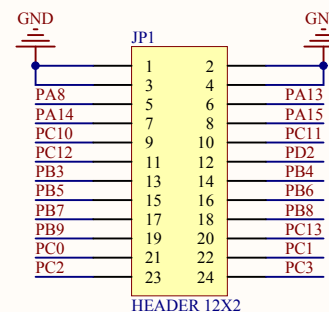 GND GN
JP1
1 2
3 4
PA8 5 6 PA13
PA14 7 8 PA15
PC10 9 10 PC11
PC12 11 12 PD2
PB3 13 14 PB4
PB5 15 16 PB6
PB7 17 18 PB8
PB9 19 20 PC13
PC0 21 22 PC1
PC2 23 24 PC3
HEADER 12X2